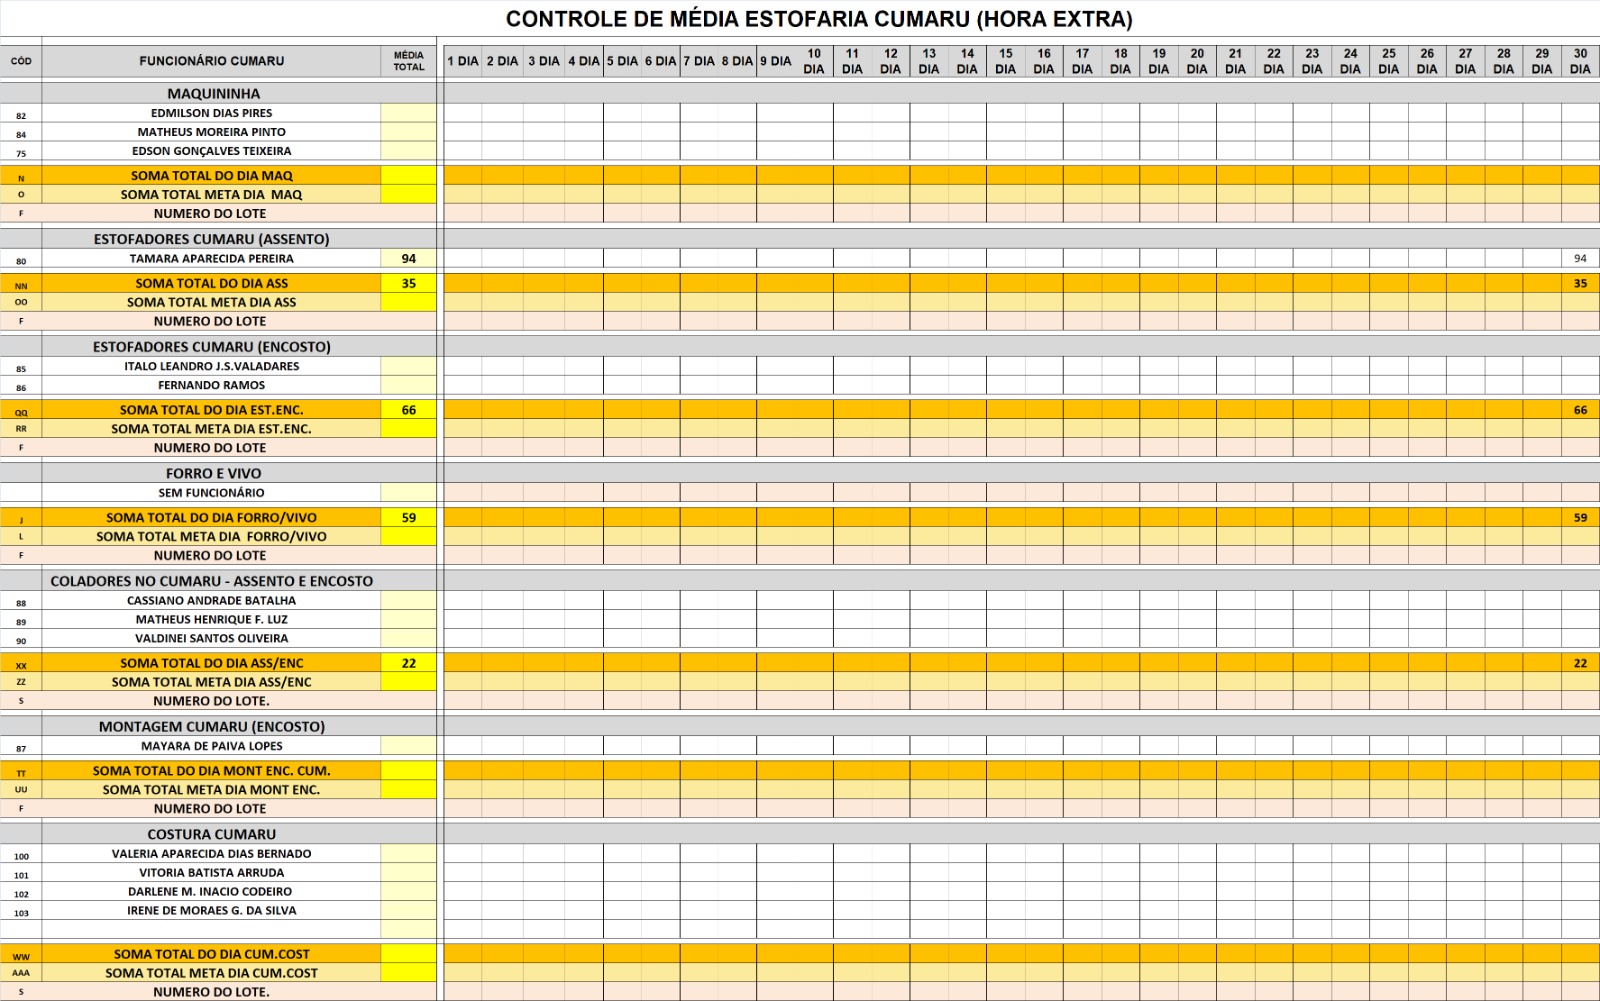 CONTROLE DE MÉDIA ESTOFARIA CUMARU (HORA EXTRA)
CÓD FUNCIONÁRIO CUMARU MÉDIA TOTAL 1 DIA 2 DIA 3 DIA 4 DIA 5 DIA 6 DIA 7 DIA 8 DIA 9 DIA 10 DIA 11 DIA 12 DIA 13 DIA 14 DIA 15 DIA 16 DIA 17 DIA 18 DIA 19 DIA 20 DIA 21 DIA 22 DIA 23 DIA 24 DIA 25 DIA 26 DIA 27 DIA 28 DIA 29 DIA 30 DIA
MAQUININHA
82 EDMILSON DIAS PIRES
84 MATHEUS MOREIRA PINTO
75 EDSON GONÇALVES TEIXEIRA
N SOMA TOTAL DO DIA MAQ
O SOMA TOTAL META DIA MAQ
F NUMERO DO LOTE
ESTOFADORES CUMARU (ASSENTO)
80 TAMARA APARECIDA PEREIRA 94 94
NN SOMA TOTAL DO DIA ASS 35 35
OO SOMA TOTAL META DIA ASS
F NUMERO DO LOTE
ESTOFADORES CUMARU (ENCOSTO)
85 ITALO LEANDRO J.S.VALADARES
86 FERNANDO RAMOS
QQ SOMA TOTAL DO DIA EST.ENC. 66 66
RR SOMA TOTAL META DIA EST.ENC.
F NUMERO DO LOTE
FORRO E VIVO
SEM FUNCIONÁRIO
J SOMA TOTAL DO DIA FORRO/VIVO 59 59
L SOMA TOTAL META DIA FORRO/VIVO
F NUMERO DO LOTE
COLADORES NO CUMARU - ASSENTO E ENCOSTO
88 CASSIANO ANDRADE BATALHA
89 MATHEUS HENRIQUE F. LUZ
90 VALDINEI SANTOS OLIVEIRA
XX SOMA TOTAL DO DIA ASS/ENC 22 22
ZZ SOMA TOTAL META DIA ASS/ENC
S NUMERO DO LOTE.
MONTAGEM CUMARU (ENCOSTO)
87 MAYARA DE PAIVA LOPES
TT SOMA TOTAL DO DIA MONT ENC. CUM.
UU SOMA TOTAL META DIA MONT ENC.
F NUMERO DO LOTE
COSTURA CUMARU
100 VALERIA APARECIDA DIAS BERNADO
101 VITORIA BATISTA ARRUDA
102 DARLENE M. INACIO CODEIRO
103 IRENE DE MORAES G. DA SILVA
WW SOMA TOTAL DO DIA CUM.COST
AAA SOMA TOTAL META DIA CUM.COST
S NUMERO DO LOTE.